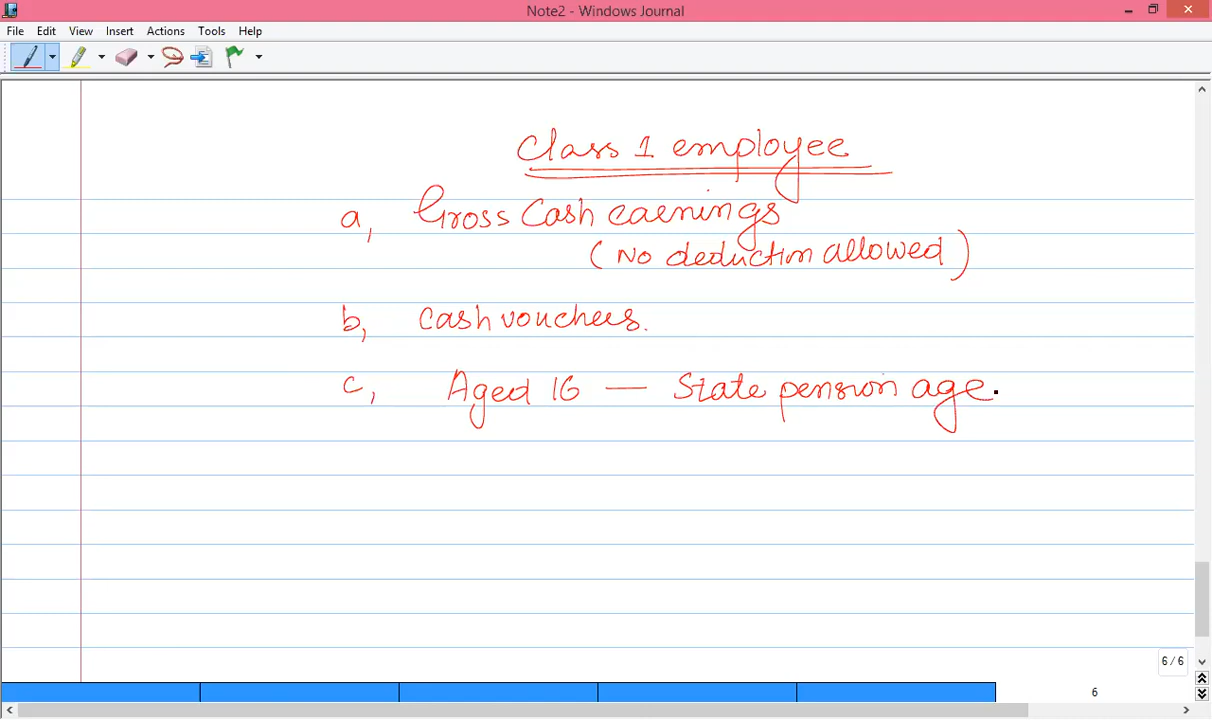 Note2 - Windows Journal
File Edit View Insert Actions Tools Help
Class 1 employee
a, Gross Cash earnings
(No deduction allowed)
b, Cash vouchers.
c, Aged 16 — State pension age.
6 / 6
6